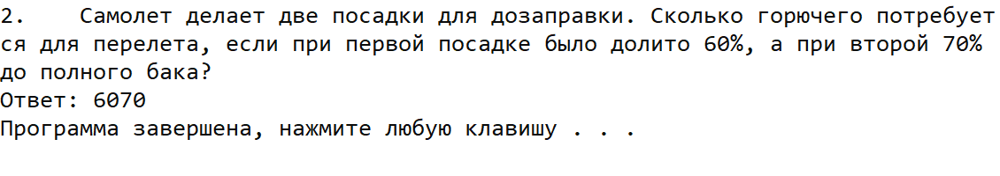 2.    Самолет делает две посадки для дозаправки. Сколько горючего потребует
ся для перелета, если при первой посадке было долито 60%, а при второй 70%
до полного бака?
Ответ: 6070
Программа завершена, нажмите любую клавишу . . .